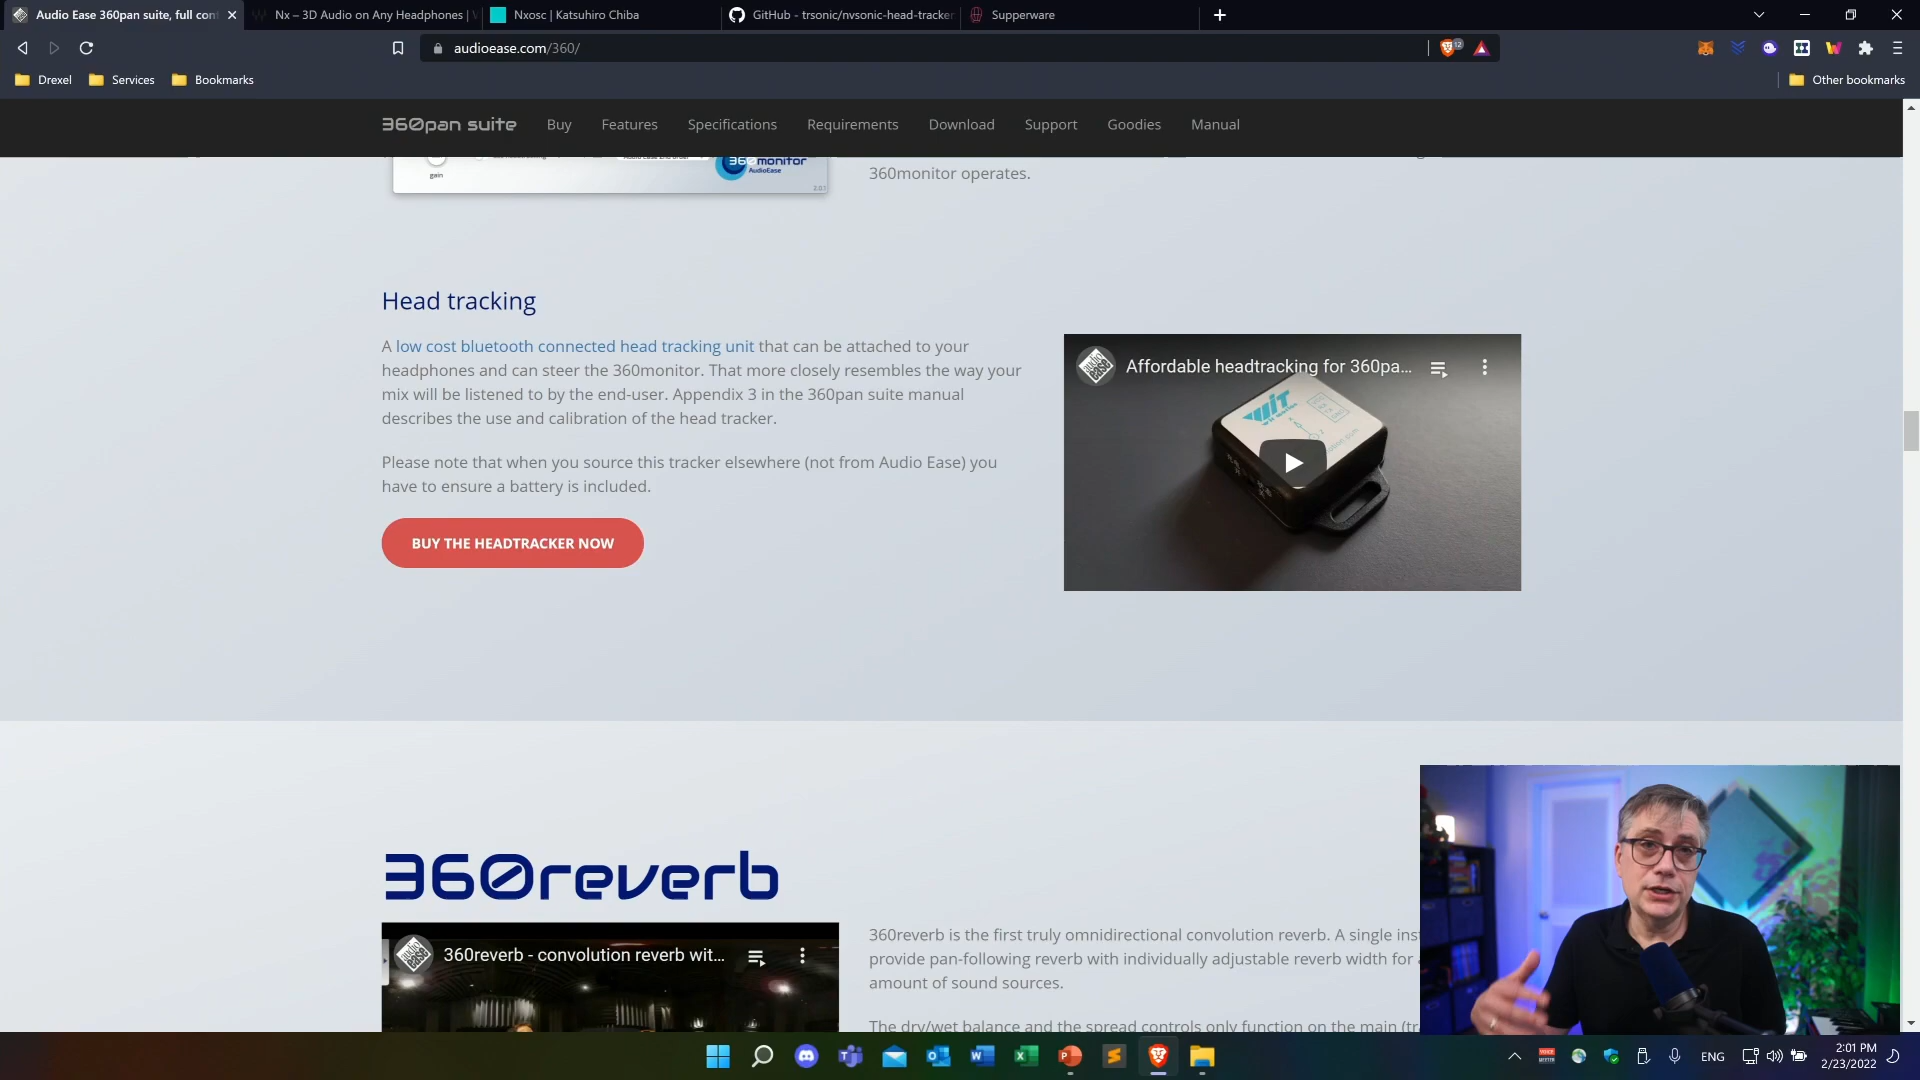 Audio Ease 360pan suite, full cont
Nx – 3D Audio on Any Headphones |
Nxosc | Katsuhiro Chiba
GitHub - trsonic/nvsonic-head-tracker
Supperware
audioease.com/360/
12
Drexel
Services
Bookmarks
Other bookmarks
360pan suite
Buy
Features
Specifications
Requirements
Download
Support
Goodies
Manual
gain
360monitor
AudioEase
2.0.1
360monitor operates.
Head tracking
A low cost bluetooth connected head tracking unit that can be attached to your
headphones and can steer the 360monitor. That more closely resembles the way your
mix will be listened to by the end-user. Appendix 3 in the 360pan suite manual
describes the use and calibration of the head tracker.
Please note that when you source this tracker elsewhere (not from Audio Ease) you
have to ensure a battery is included.
BUY THE HEADTRACKER NOW
Affordable headtracking for 360pa...
WIT
360reverb
360reverb - convolution reverb wit...
360reverb is the first truly omnidirectional convolution reverb. A single ins
provide pan-following reverb with individually adjustable reverb width for
amount of sound sources.
The dry/wet balance and the spread controls only function on the main (tr
ENG
2:01 PM
2/23/2022